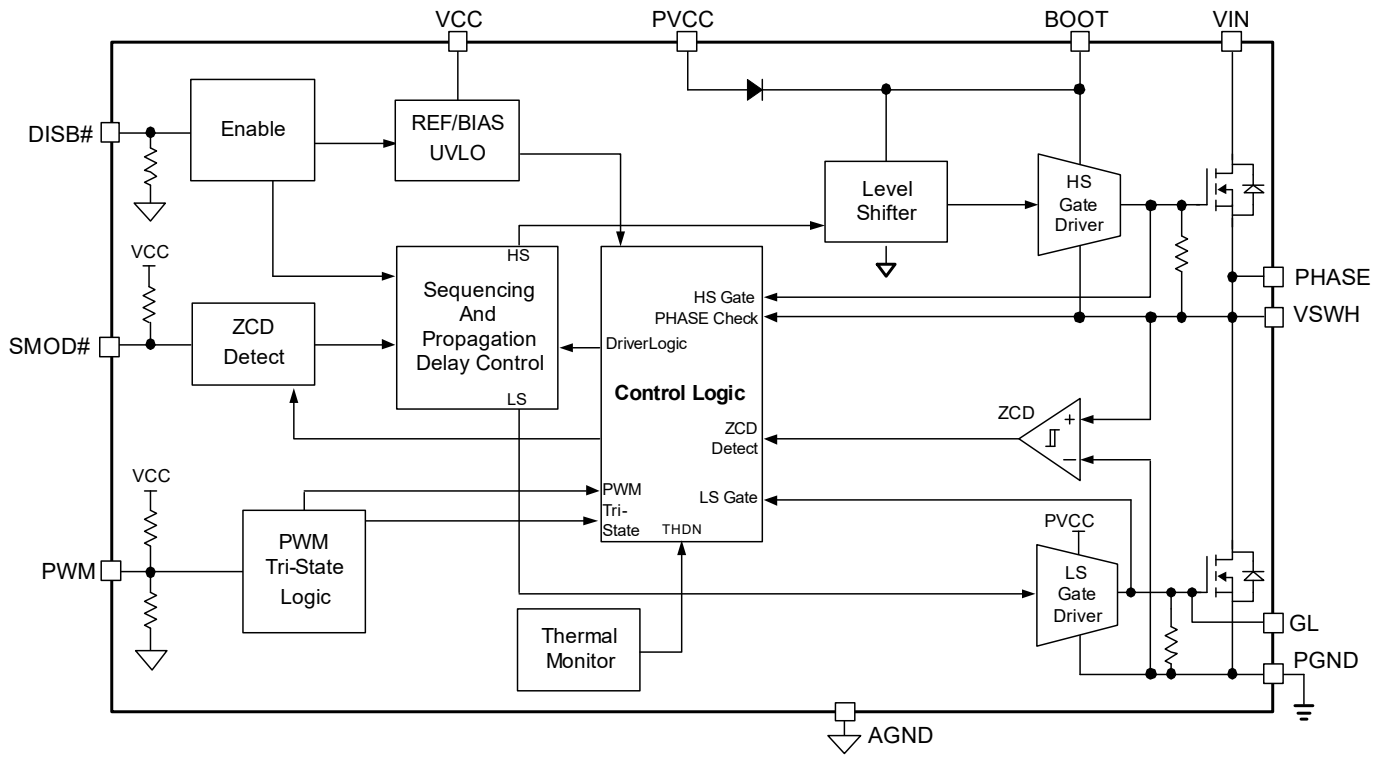 VCC
PVCC
BOOT
VIN
DISB#
Enable
REF/BIAS
UVLO
Level
Shifter
HS
Gate
Driver
VCC
HS
Sequencing
And
Propagation
Delay Control
LS
HS Gate
PHASE Check
DriverLogic
Control Logic
ZCD
Detect
LS Gate
PWM
Tri-
State
THDN
PHASE
VSWH
SMOD#
ZCD
Detect
ZCD
+
−
VCC
PWM
PWM
Tri-State
Logic
Thermal
Monitor
PVCC
LS
Gate
Driver
GL
PGND
AGND